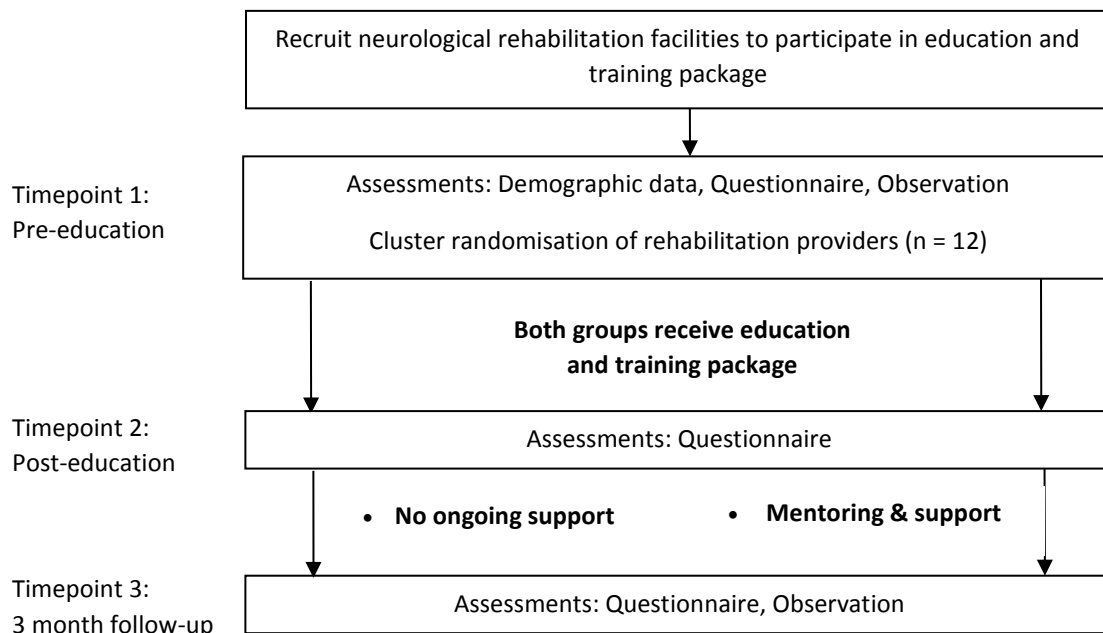 Recruit neurological rehabilitation facilities to participate in education and
training package
Timepoint 1:
Pre-education
Assessments: Demographic data, Questionnaire, Observation
Cluster randomisation of rehabilitation providers (n = 12)
Both groups receive education
and training package
Timepoint 2:
Post-education
Assessments: Questionnaire
• No ongoing support
• Mentoring & support
Timepoint 3:
3 month follow-up
Assessments: Questionnaire, Observation